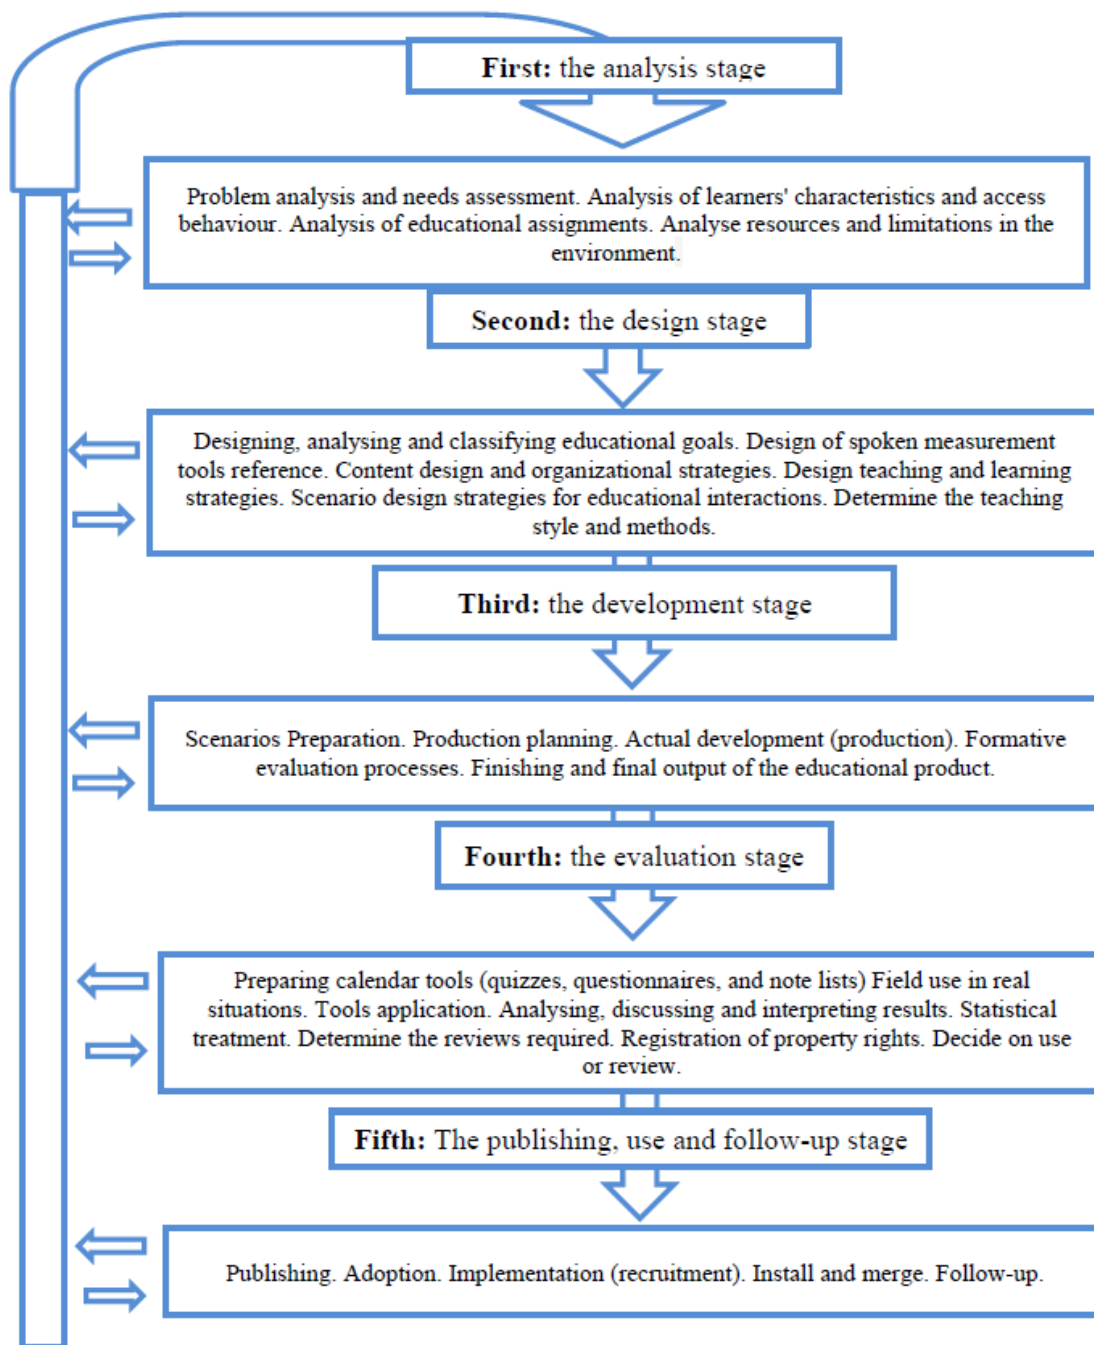 First: the analysis stage
Problem analysis and needs assessment. Analysis of learners' characteristics and access
behaviour. Analysis of educational assignments. Analyse resources and limitations in the
environment.
Second: the design stage
Designing, analysing and classifying educational goals. Design of spoken measurement
tools reference. Content design and organizational strategies. Design teaching and learning
strategies. Scenario design strategies for educational interactions. Determine the teaching
style and methods.
Third: the development stage
Scenarios Preparation. Production planning. Actual development (production). Formative
evaluation processes. Finishing and final output of the educational product.
Fourth: the evaluation stage
Preparing calendar tools (quizzes, questionnaires, and note lists) Field use in real
situations. Tools application. Analysing, discussing and interpreting results. Statistical
treatment. Determine the reviews required. Registration of property rights. Decide on use
or review.
Fifth: The publishing, use and follow-up stage
Publishing. Adoption. Implementation (recruitment). Install and merge. Follow-up.